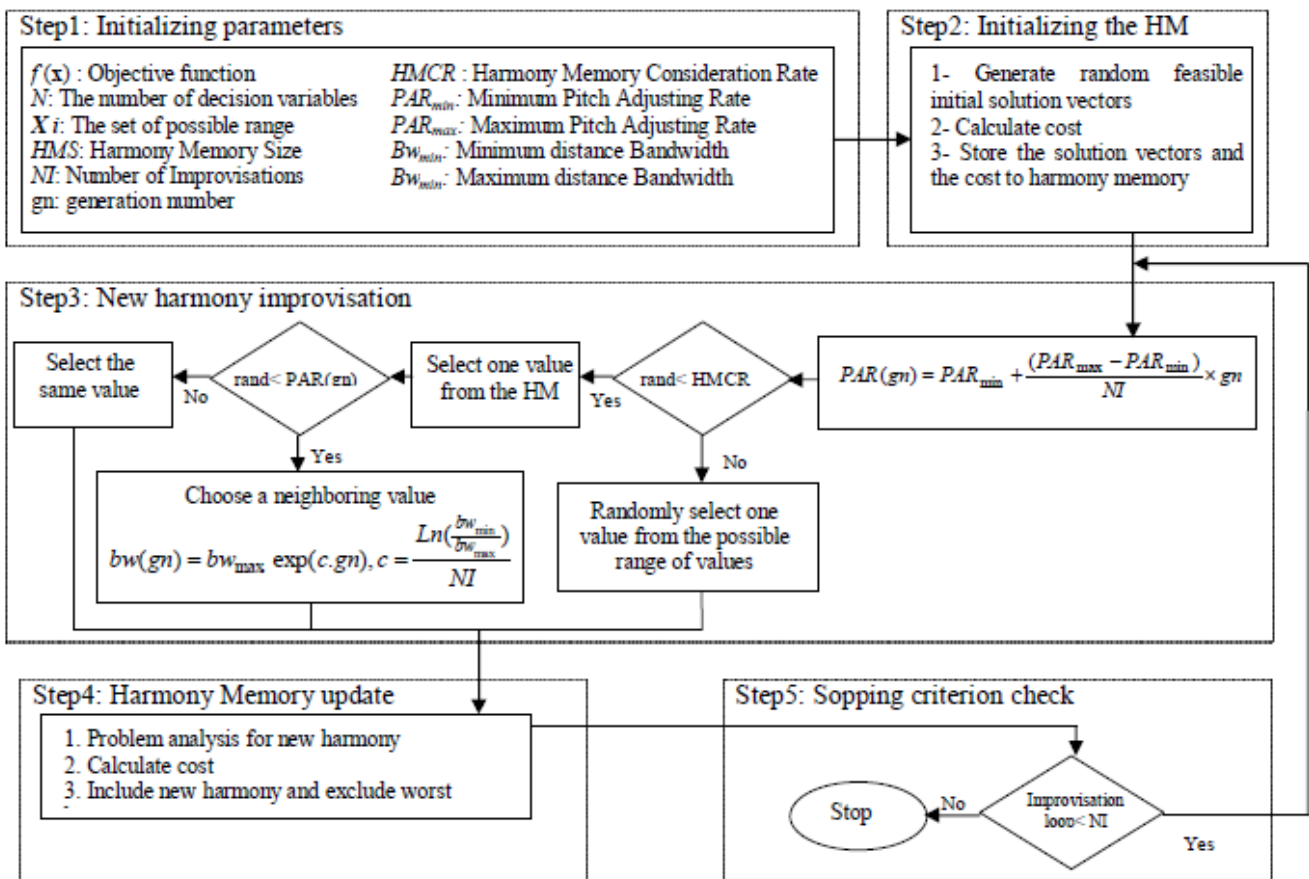 Step1: Initializing parameters
f(x) : Objective function
N: The number of decision variables
X i: The set of possible range
HMS: Harmony Memory Size
NI: Number of Improvisations
gn: generation number
HMCR : Harmony Memory Consideration Rate
PARmin: Minimum Pitch Adjusting Rate
PARmax: Maximum Pitch Adjusting Rate
Bwmin: Minimum distance Bandwidth
Bwmin: Maximum distance Bandwidth
Step2: Initializing the HM
1- Generate random feasible
initial solution vectors
2- Calculate cost
3- Store the solution vectors and
the cost to harmony memory
Step3: New harmony improvisation
PAR(gn) = PARmin + (PARmax − PARmin) / NI × gn
rand< HMCR
Yes
No
Select one value
from the HM
rand< PAR(gn)
No
Yes
Select the
same value
Choose a neighboring value
bw(gn) = bwmax exp(c.gn), c = Ln(bwmin / bwmax) / NI
Randomly select one
value from the possible
range of values
Step4: Harmony Memory update
1. Problem analysis for new harmony
2. Calculate cost
3. Include new harmony and exclude worst
Step5: Sopping criterion check
Improvisation
loop< NI
No
Yes
Stop